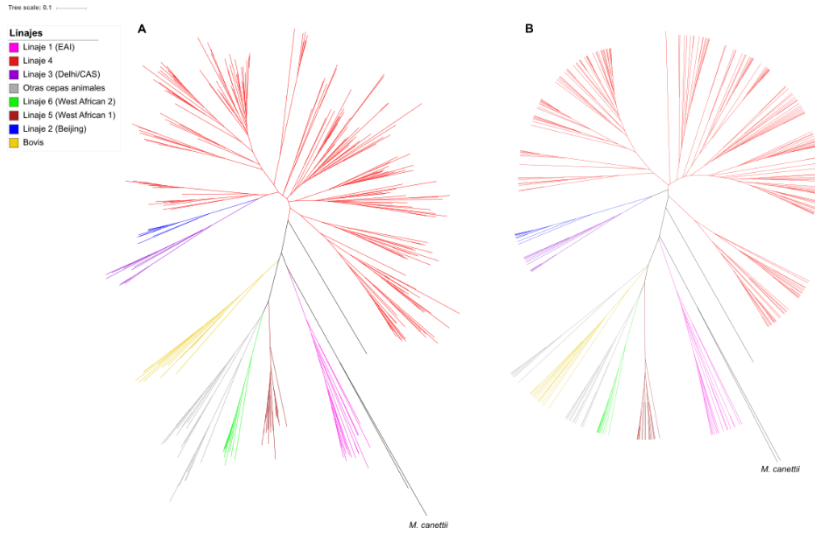 Tree scale: 0.1
A
B
Linajes
Linaje 1 (EAI)
Linaje 4
Linaje 3 (Delhi/CAS)
Otras cepas animales
Linaje 6 (West African 2)
Linaje 5 (West African 1)
Linaje 2 (Beijing)
Bovis
M. canettii
M. canettii